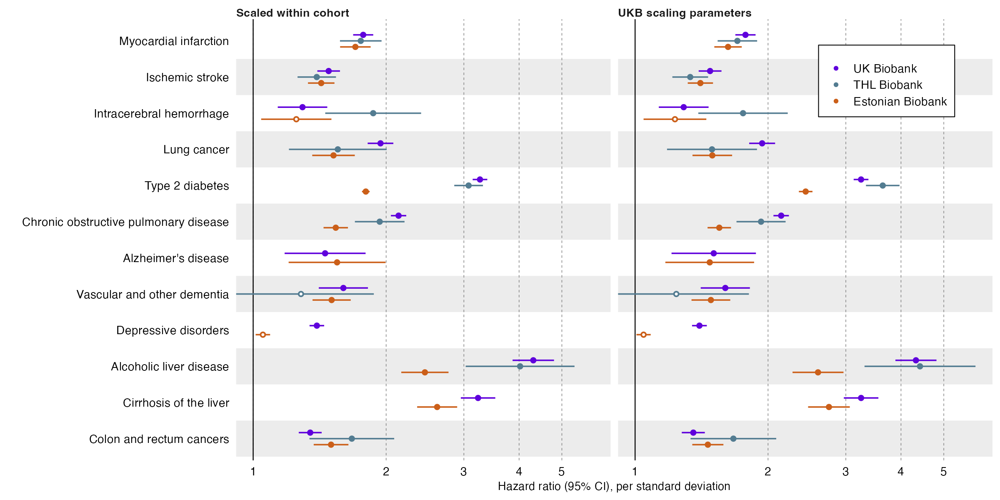 Scaled within cohort
UKB scaling parameters
Myocardial infarction
Ischemic stroke
Intracerebral hemorrhage
Lung cancer
Type 2 diabetes
Chronic obstructive pulmonary disease
Alzheimer's disease
Vascular and other dementia
Depressive disorders
Alcoholic liver disease
Cirrhosis of the liver
Colon and rectum cancers
UK Biobank
THL Biobank
Estonian Biobank
1 2 3 4 5
1 2 3 4 5
Hazard ratio (95% CI), per standard deviation